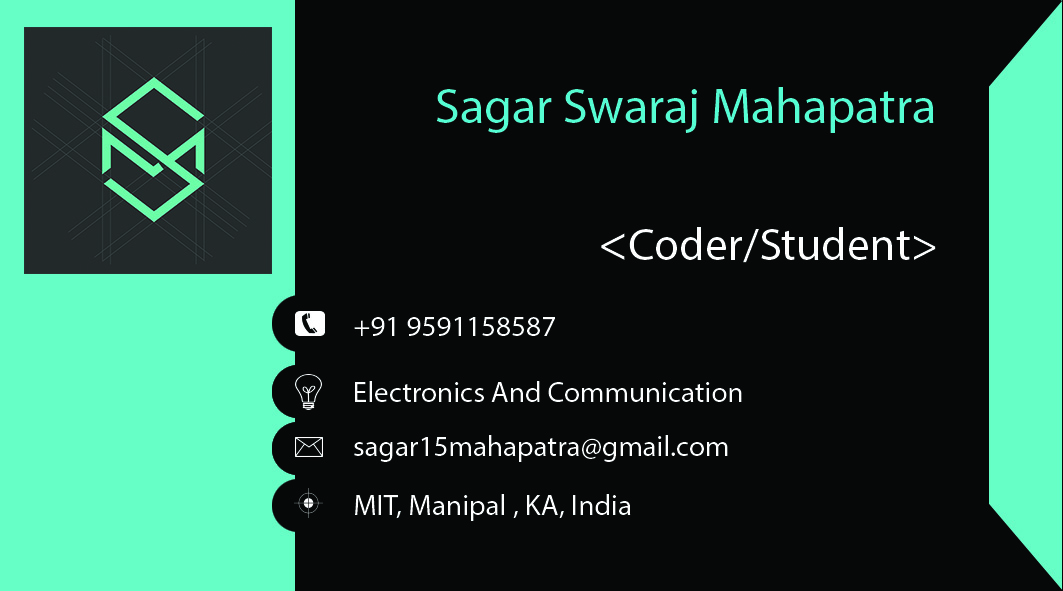 Sagar Swaraj Mahapatra
<Coder/Student>
+91 9591158587
Electronics And Communication
sagar15mahapatra@gmail.com
MIT, Manipal , KA, India